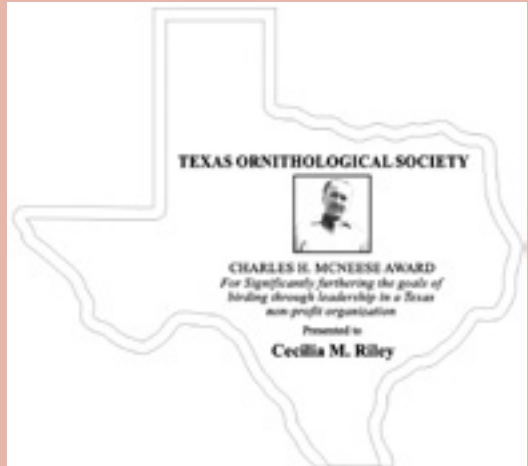 TEXAS ORNITHOLOGICAL SOCIETY
CHARLES H. MCNEESE AWARD
For Significantly furthering the goals of
birding through leadership in a Texas
non-profit organization
Presented to
Cecilia M. Riley